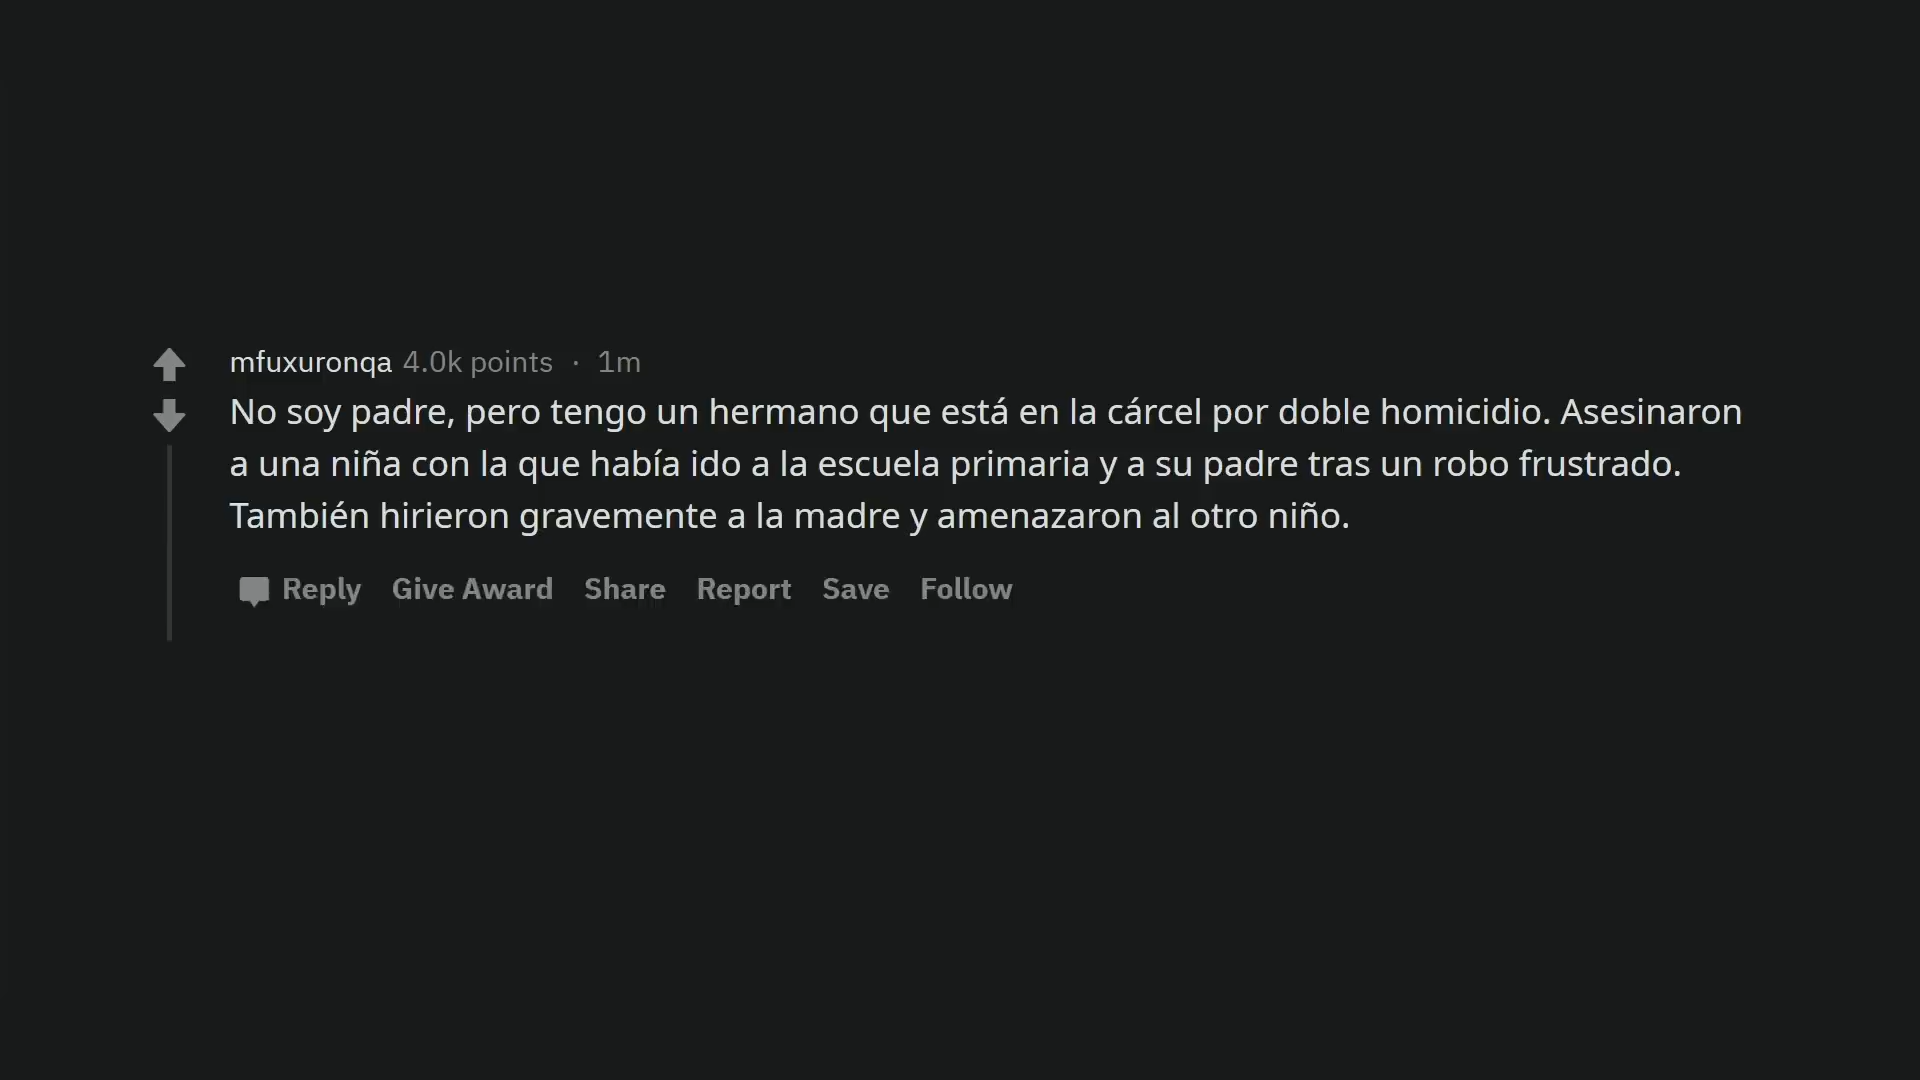 mfuxuronqa 4.0k points · 1m
No soy padre, pero tengo un hermano que está en la cárcel por doble homicidio. Asesinaron
a una niña con la que había ido a la escuela primaria y a su padre tras un robo frustrado.
También hirieron gravemente a la madre y amenazaron al otro niño.
Reply Give Award Share Report Save Follow